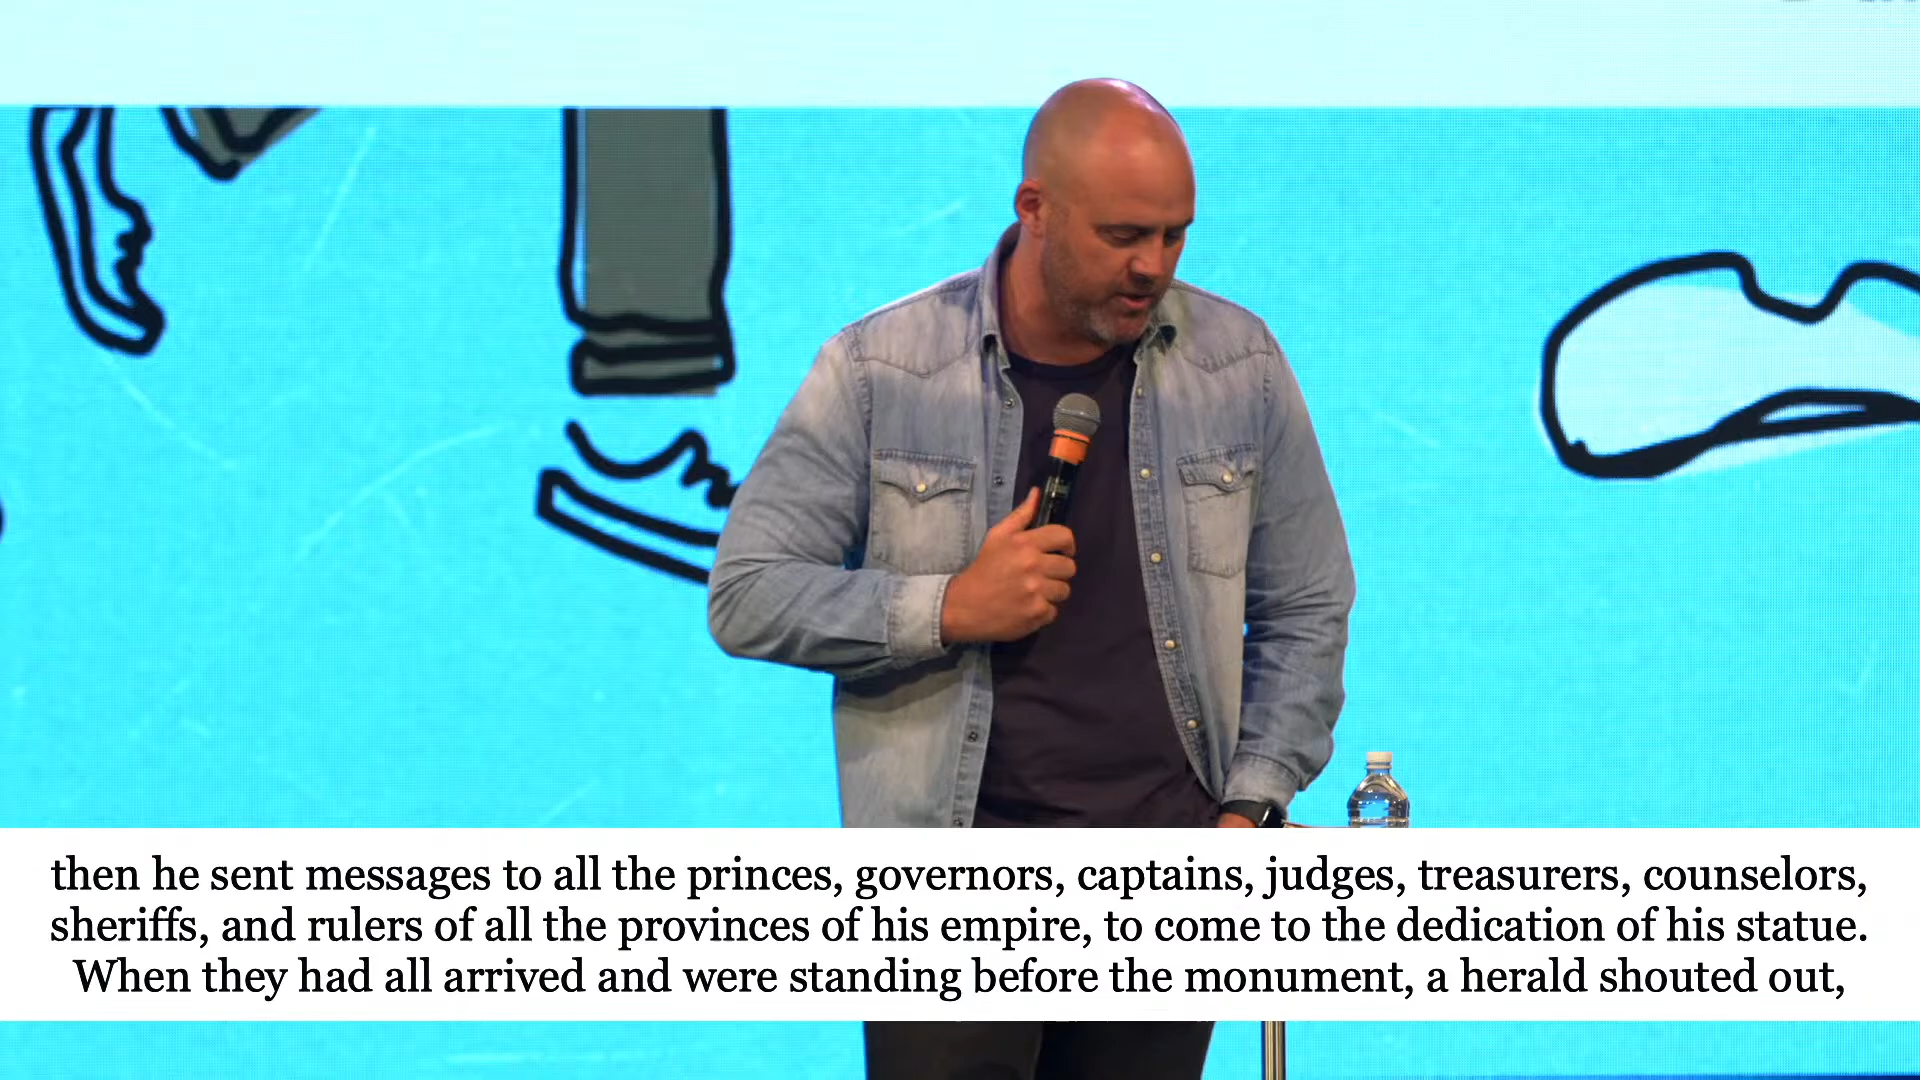 then he sent messages to all the princes, governors, captains, judges, treasurers, counselors,
sheriffs, and rulers of all the provinces of his empire, to come to the dedication of his statue.
When they had all arrived and were standing before the monument, a herald shouted out,